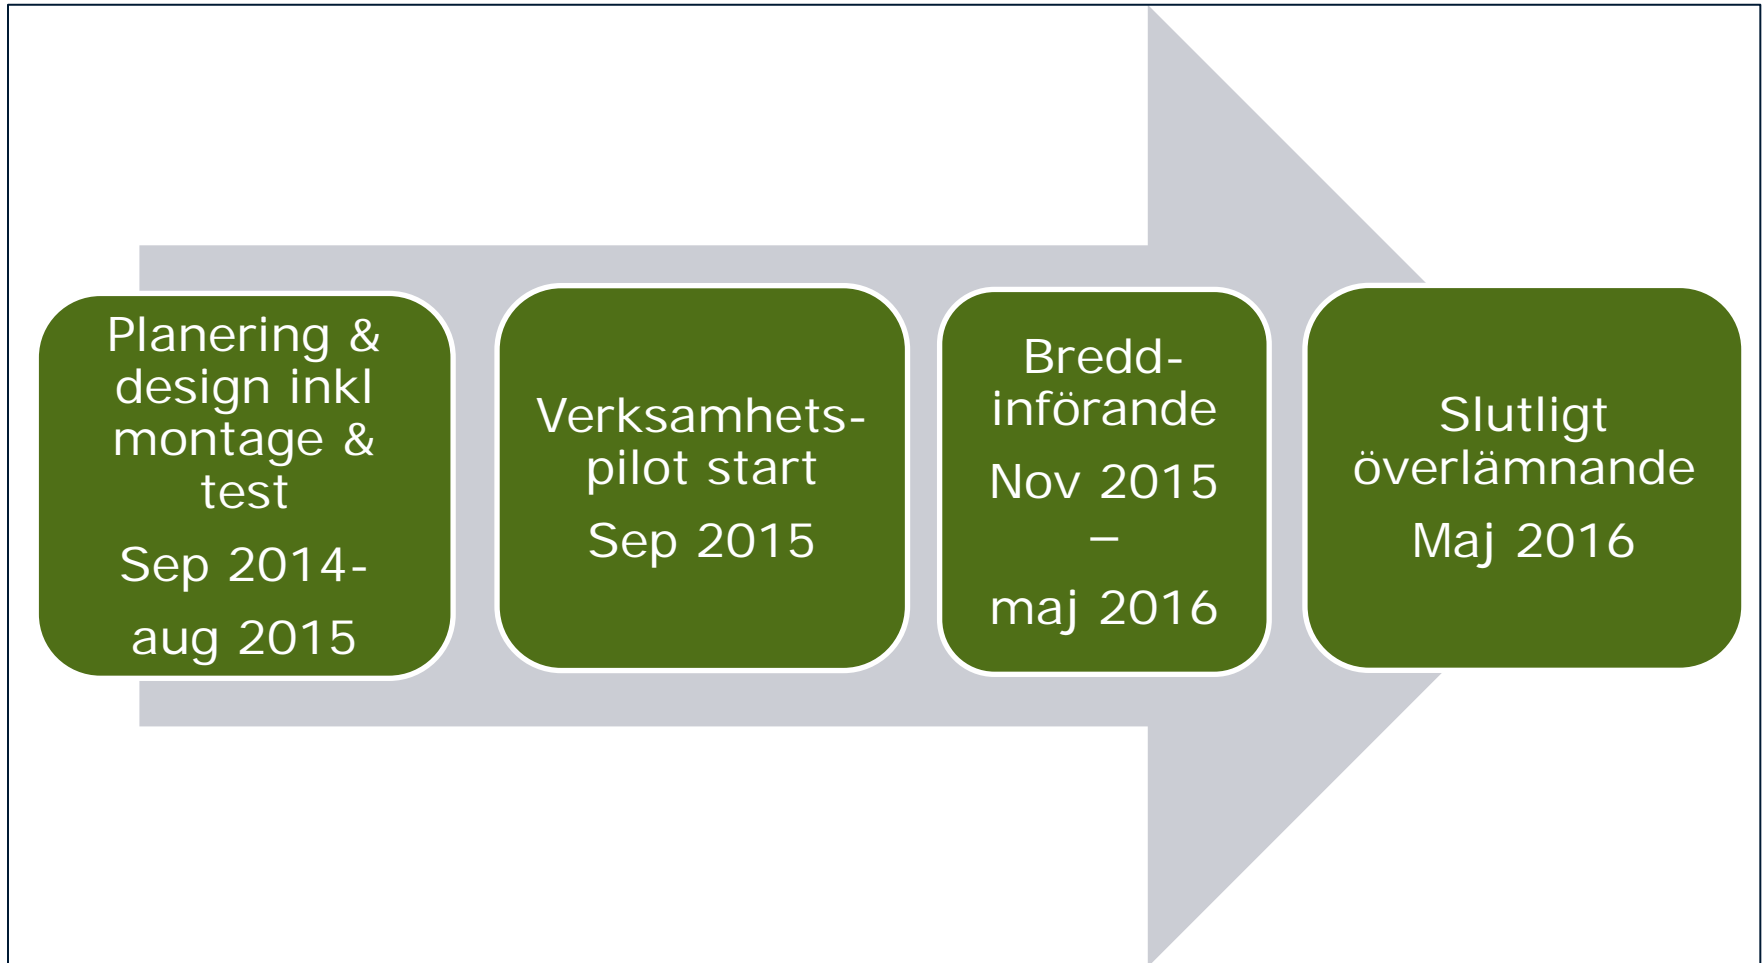 Planering &
design inkl
montage &
test
Sep 2014-
aug 2015
Verksamhets-
pilot start
Sep 2015
Bredd-
införande
Nov 2015
–
maj 2016
Slutligt
överlämnande
Maj 2016